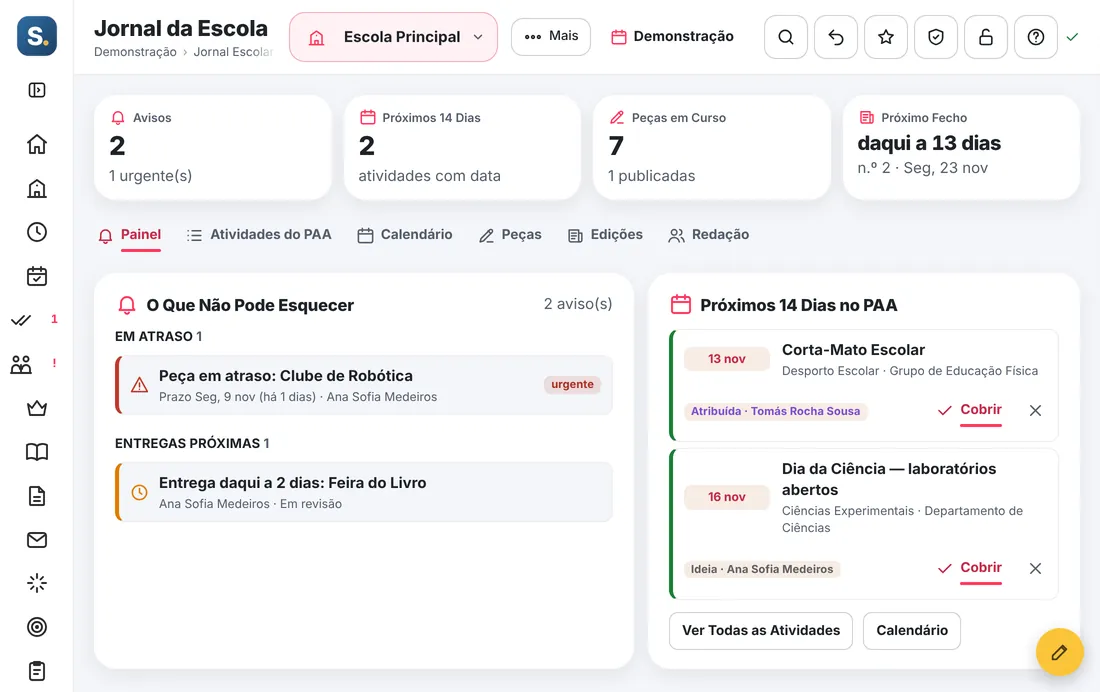 S.
Jornal da Escola
Demonstração › Jornal Escolar
Escola Principal
Mais
Demonstração
Avisos
2
1 urgente(s)
Próximos 14 Dias
2
atividades com data
Peças em Curso
7
1 publicadas
Próximo Fecho
daqui a 13 dias
n.º 2 · Seg, 23 nov
1
!
Painel
Atividades do PAA
Calendário
Peças
Edições
Redação
O Que Não Pode Esquecer
2 aviso(s)
EM ATRASO 1
Peça em atraso: Clube de Robótica
Prazo Seg, 9 nov (há 1 dias) · Ana Sofia Medeiros
urgente
ENTREGAS PRÓXIMAS 1
Entrega daqui a 2 dias: Feira do Livro
Ana Sofia Medeiros · Em revisão
Próximos 14 Dias no PAA
13 nov
Corta-Mato Escolar
Desporto Escolar · Grupo de Educação Física
Atribuída · Tomás Rocha Sousa
Cobrir
16 nov
Dia da Ciência — laboratórios
abertos
Ciências Experimentais · Departamento de
Ciências
Ideia · Ana Sofia Medeiros
Cobrir
Ver Todas as Atividades
Calendário